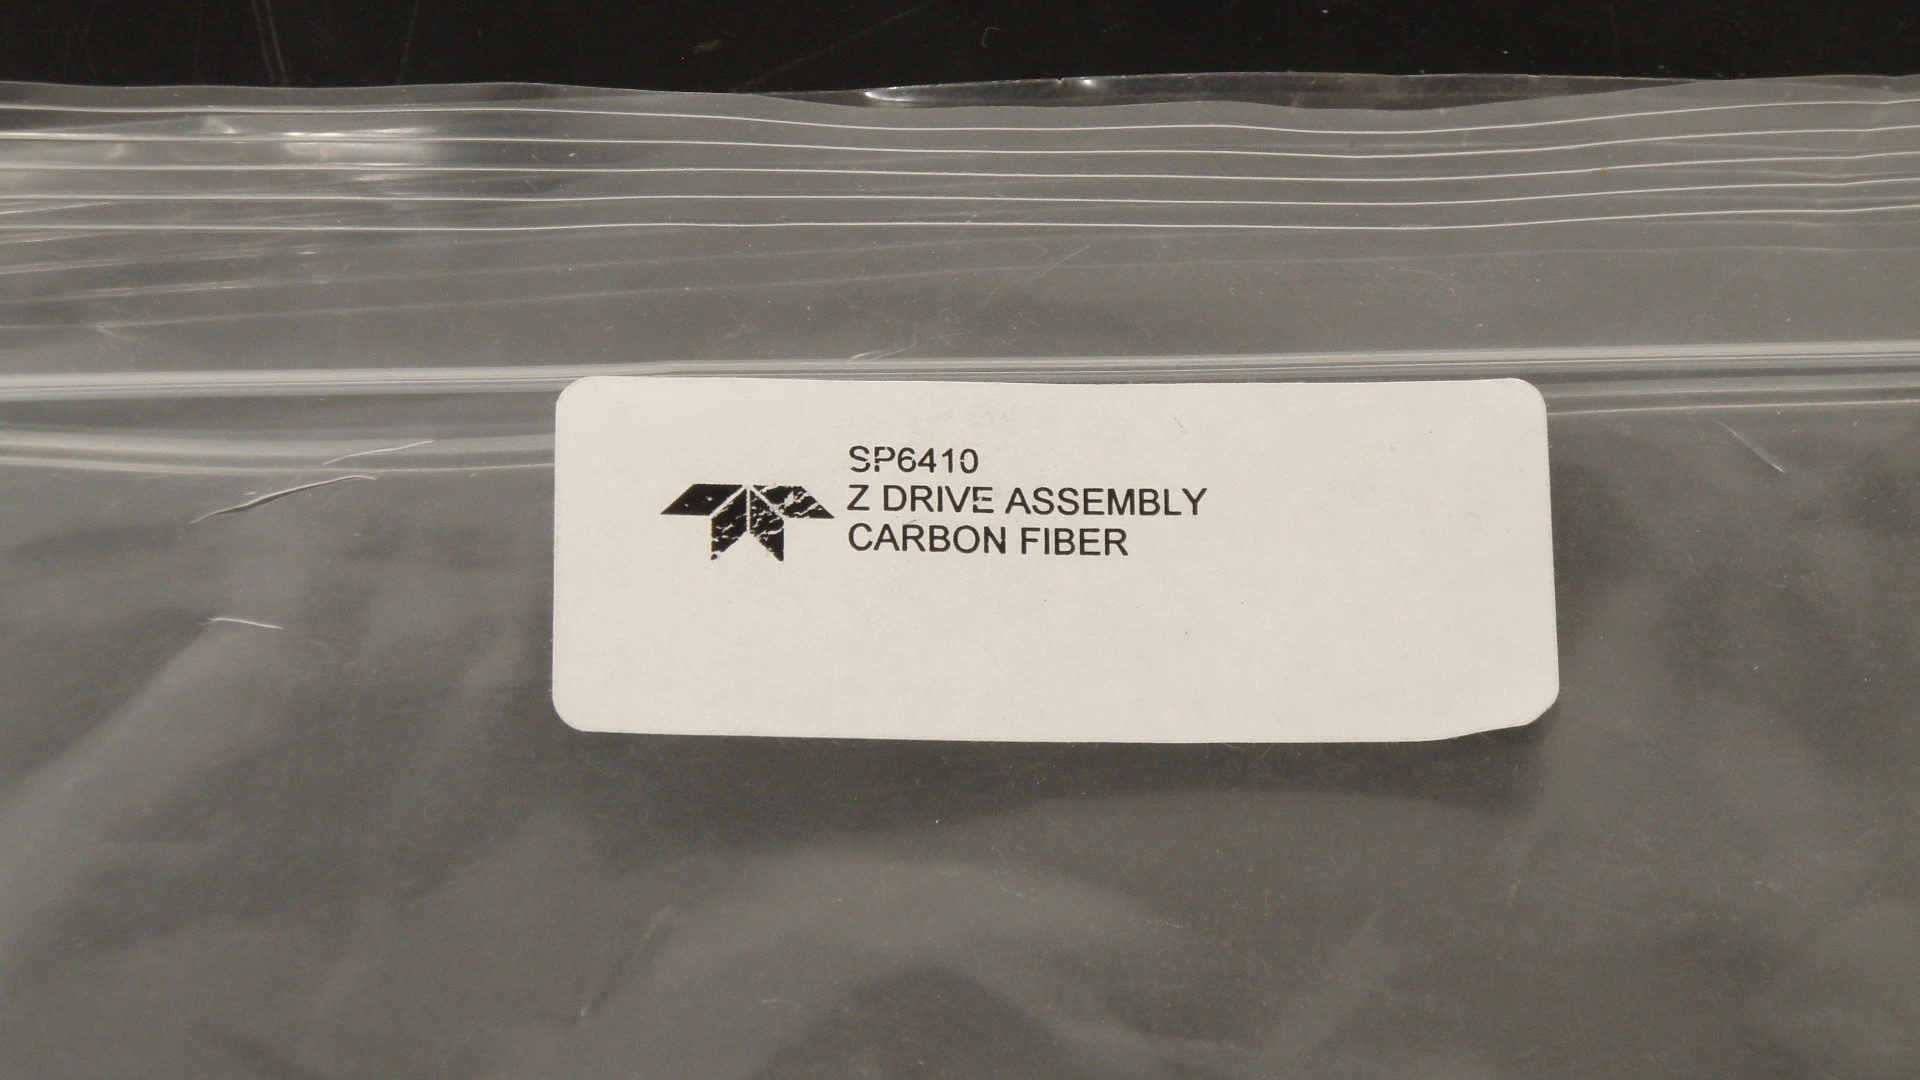 SP6410
Z DRIVE ASSEMBLY
CARBON FIBER